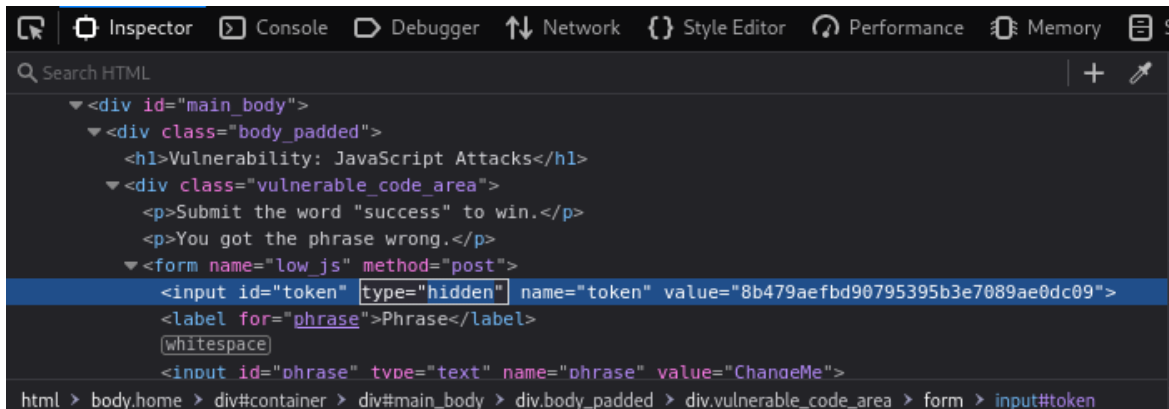 Inspector Console Debugger Network Style Editor Performance Memory
Search HTML
<div id="main_body">
<div class="body_padded">
<h1>Vulnerability: JavaScript Attacks</h1>
<div class="vulnerable_code_area">
<p>Submit the word "success" to win.</p>
<p>You got the phrase wrong.</p>
<form name="low_js" method="post">
<input id="token" type="hidden" name="token" value="8b479aefbd90795395b3e7089ae0dc09">
<label for="phrase">Phrase</label>
whitespace
<input id="phrase" type="text" name="phrase" value="ChangeMe">
html > body.home > div#container > div#main_body > div.body_padded > div.vulnerable_code_area > form > input#token